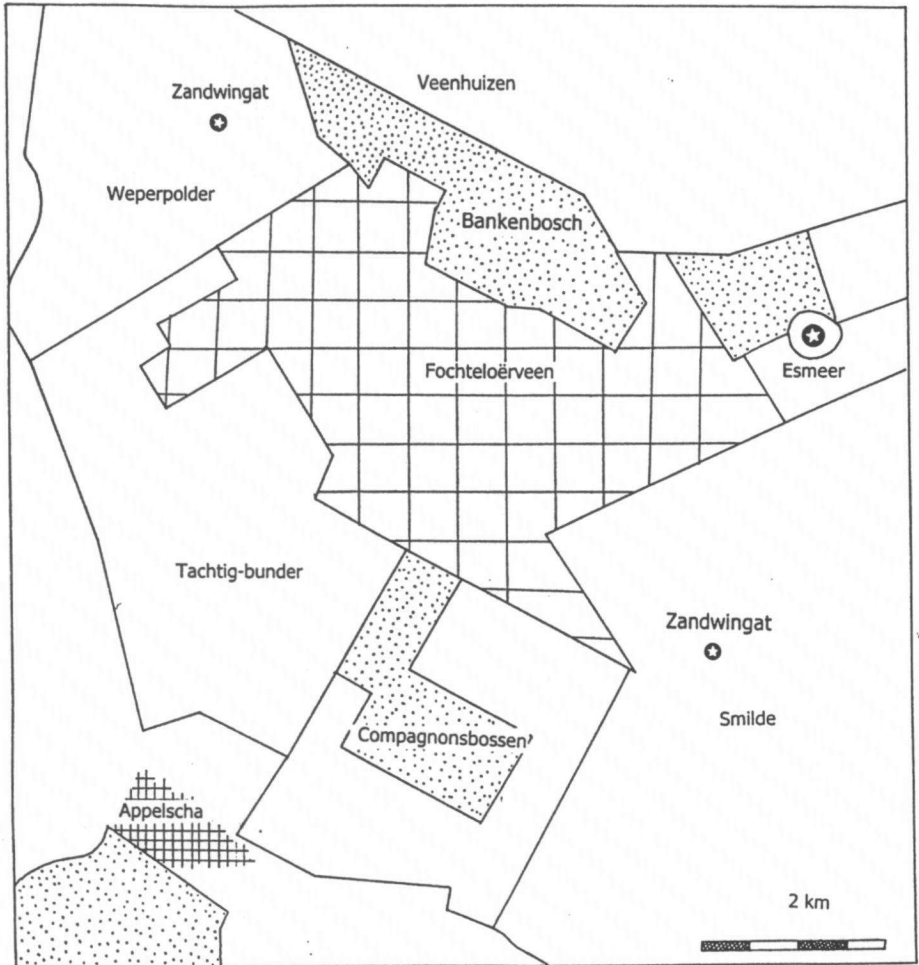 Veenhuizen
Zandwingat
Weperpolder
Bankenbosch
Fochteloërveen
Esmeer
Tachtig-bunder
Zandwingat
Smilde
Compagnonsbossen
Appelscha
2 km